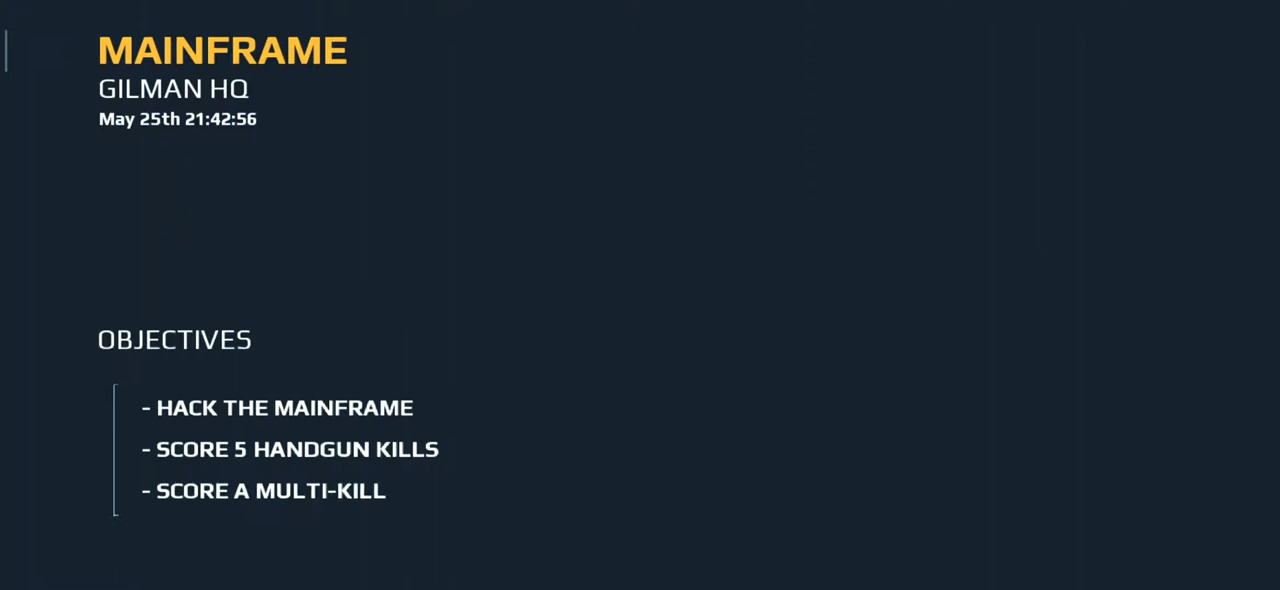 MAINFRAME
GILMAN HQ
May 25th 21:42:56
OBJECTIVES
- HACK THE MAINFRAME
- SCORE 5 HANDGUN KILLS
- SCORE A MULTI-KILL